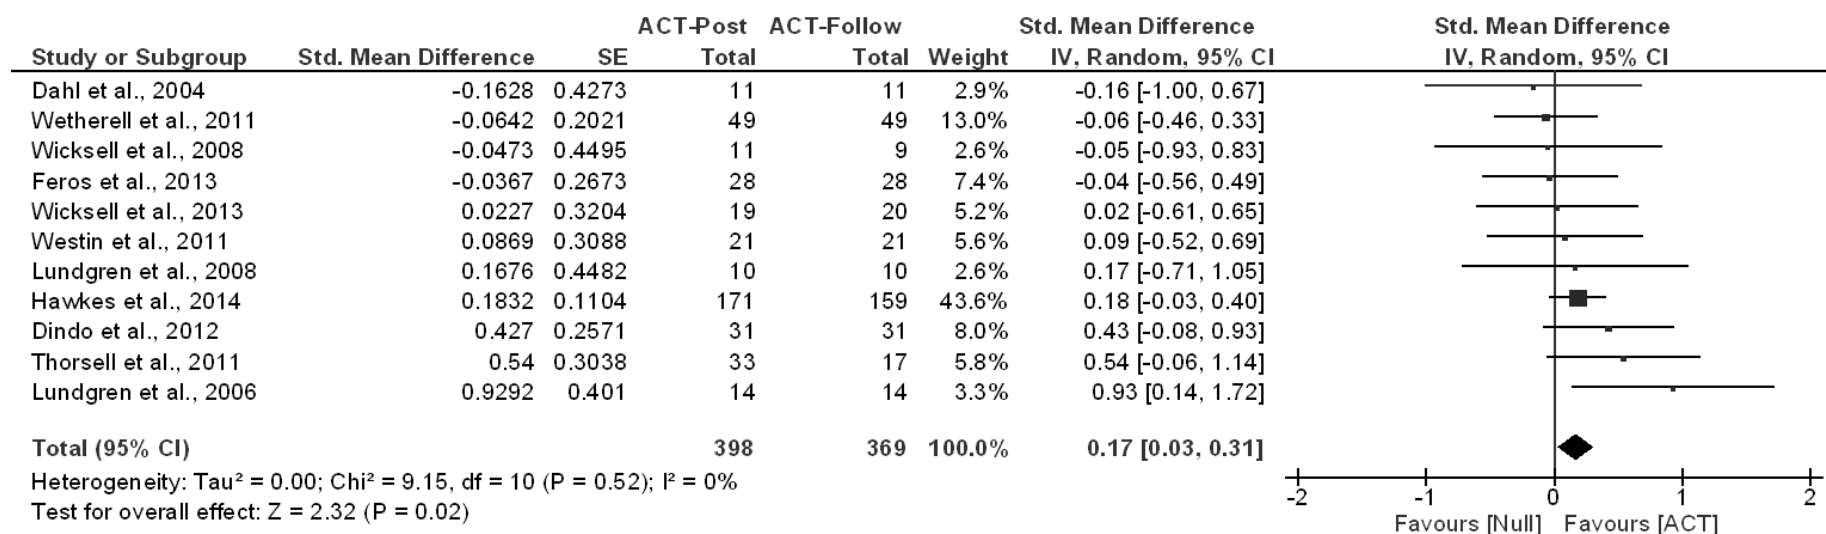 ACT-Post ACT-Follow Std. Mean Difference Std. Mean Difference
Study or Subgroup Std. Mean Difference SE Total Total Weight IV, Random, 95% CI IV, Random, 95% CI
Dahl et al., 2004 -0.1628 0.4273 11 11 2.9% -0.16 [-1.00, 0.67]
Wetherell et al., 2011 -0.0642 0.2021 49 49 13.0% -0.06 [-0.46, 0.33]
Wicksell et al., 2008 -0.0473 0.4495 11 9 2.6% -0.05 [-0.93, 0.83]
Feros et al., 2013 -0.0367 0.2673 28 28 7.4% -0.04 [-0.56, 0.49]
Wicksell et al., 2013 0.0227 0.3204 19 20 5.2% 0.02 [-0.61, 0.65]
Westin et al., 2011 0.0869 0.3088 21 21 5.6% 0.09 [-0.52, 0.69]
Lundgren et al., 2008 0.1676 0.4482 10 10 2.6% 0.17 [-0.71, 1.05]
Hawkes et al., 2014 0.1832 0.1104 171 159 43.6% 0.18 [-0.03, 0.40]
Dindo et al., 2012 0.427 0.2571 31 31 8.0% 0.43 [-0.08, 0.93]
Thorsell et al., 2011 0.54 0.3038 33 17 5.8% 0.54 [-0.06, 1.14]
Lundgren et al., 2006 0.9292 0.401 14 14 3.3% 0.93 [0.14, 1.72]
Total (95% CI) 398 369 100.0% 0.17 [0.03, 0.31]
Heterogeneity: Tau² = 0.00; Chi² = 9.15, df = 10 (P = 0.52); I² = 0%
Test for overall effect: Z = 2.32 (P = 0.02)
-2 -1 0 1 2
Favours [Null] Favours [ACT]